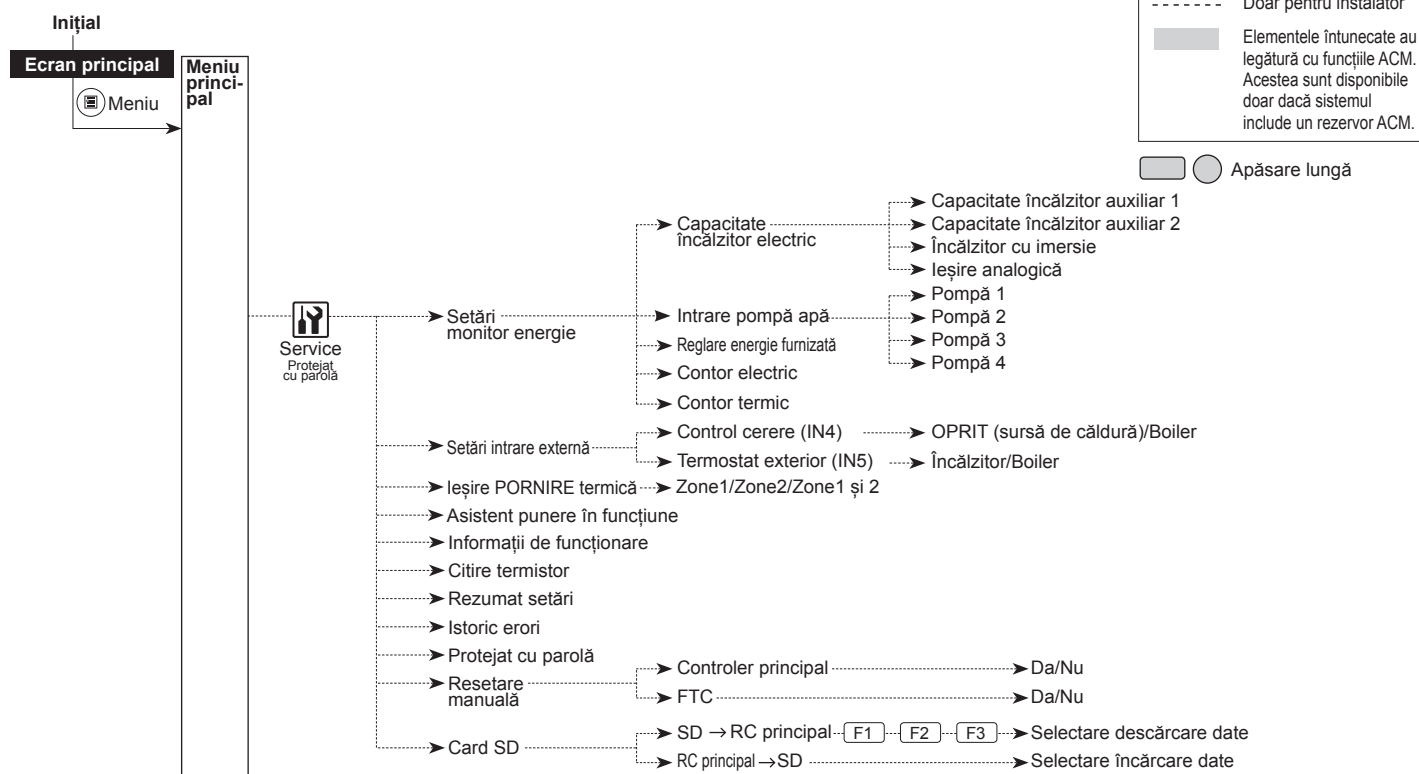 Doar pentru instalator
Elementele întunecate au
legătură cu funcțiile ACM.
Acestea sunt disponibile
doar dacă sistemul
include un rezervor ACM.
Apăsare lungă
Inițial
Ecran principal
Meniu
Meniu
princi-
pal
Service
Protejat
cu parolă
Setări
monitor energie
Capacitate
încălzitor electric
Capacitate încălzitor auxiliar 1
Capacitate încălzitor auxiliar 2
Încălzitor cu imersie
Ieșire analogică
Intrare pompă apă
Pompă 1
Pompă 2
Pompă 3
Pompă 4
Reglare energie furnizată
Contor electric
Contor termic
Setări intrare externă
Control cerere (IN4)
OPRIT (sursă de căldură)/Boiler
Termostat exterior (IN5)
Încălzitor/Boiler
Ieșire PORNIRE termică
Zone1/Zone2/Zone1 și 2
Asistent punere în funcțiune
Informații de funcționare
Citire termistor
Rezumat setări
Istoric erori
Protejat cu parolă
Resetare
manuală
Controler principal
Da/Nu
FTC
Da/Nu
Card SD
SD → RC principal F1 F2 F3 Selectare descărcare date
RC principal → SD Selectare încărcare date